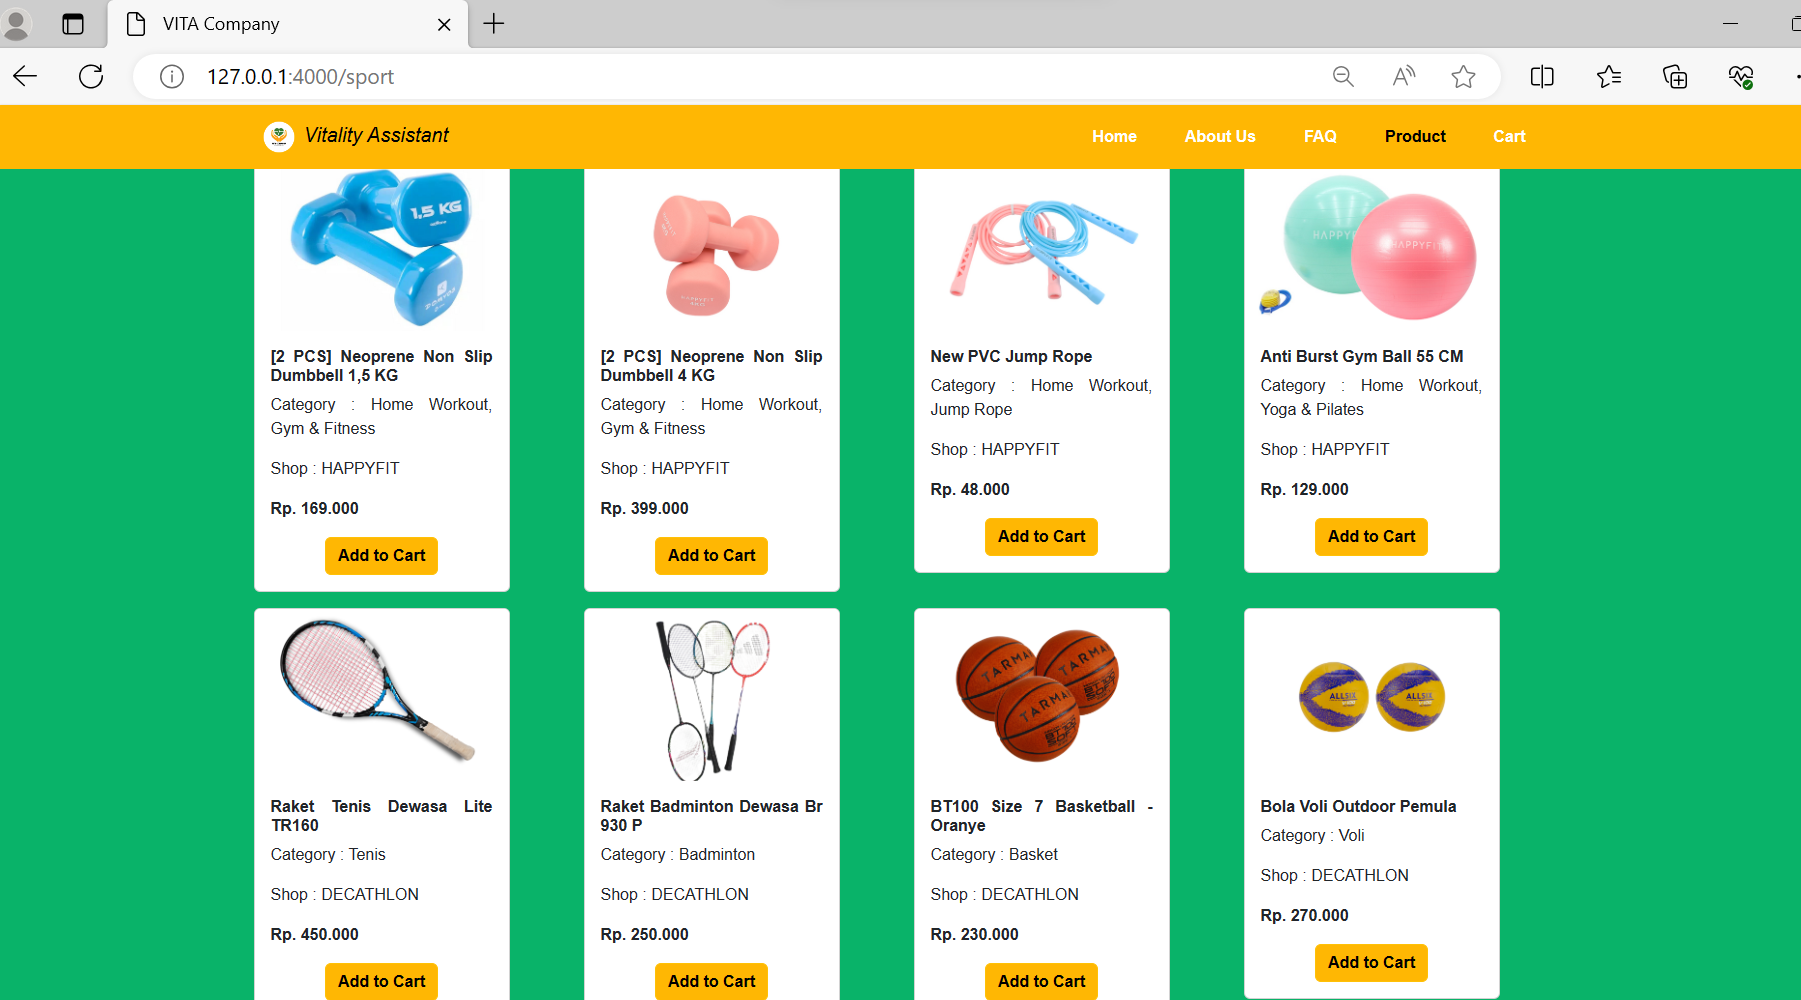 VITA Company
127.0.0.1:4000/sport
Vitality Assistant
Home About Us FAQ Product Cart
1,5 KG
DOMYOS
HAPPYFIT
HAPPYFIT
HAPPYFIT
[2 PCS] Neoprene Non Slip
Dumbbell 1,5 KG
Category : Home Workout,
Gym & Fitness
Shop : HAPPYFIT
Rp. 169.000
Add to Cart
[2 PCS] Neoprene Non Slip
Dumbbell 4 KG
Category : Home Workout,
Gym & Fitness
Shop : HAPPYFIT
Rp. 399.000
Add to Cart
New PVC Jump Rope
Category : Home Workout,
Jump Rope
Shop : HAPPYFIT
Rp. 48.000
Add to Cart
Anti Burst Gym Ball 55 CM
Category : Home Workout,
Yoga & Pilates
Shop : HAPPYFIT
Rp. 129.000
Add to Cart
TARMAK
TARMAK
BT100
SOFT
TARMAK
ALLSIX
ALLSIX
Raket Tenis Dewasa Lite
TR160
Category : Tenis
Shop : DECATHLON
Rp. 450.000
Add to Cart
Raket Badminton Dewasa Br
930 P
Category : Badminton
Shop : DECATHLON
Rp. 250.000
Add to Cart
BT100 Size 7 Basketball -
Oranye
Category : Basket
Shop : DECATHLON
Rp. 230.000
Add to Cart
Bola Voli Outdoor Pemula
Category : Voli
Shop : DECATHLON
Rp. 270.000
Add to Cart